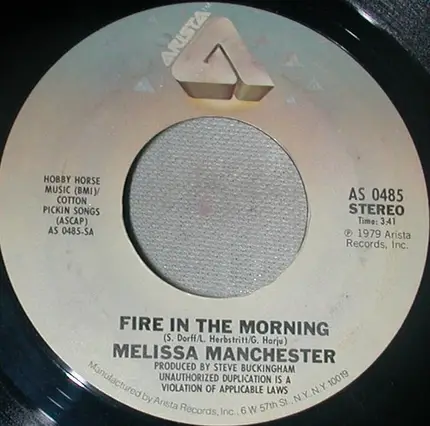 ARISTA
HOBBY HORSE
MUSIC (BMI)/
COTTON
PICKIN SONGS
(ASCAP)
AS 0485-SA
AS 0485
STEREO
Time: 3:41
℗ 1979 Arista
Records, Inc.
FIRE IN THE MORNING
(S. Dorff/L. Herbstritt/G. Harju)
MELISSA MANCHESTER
PRODUCED BY STEVE BUCKINGHAM
UNAUTHORIZED DUPLICATION IS A
VIOLATION OF APPLICABLE LAWS
Manufactured by Arista Records, Inc., 6 W 57th St., N.Y., N.Y. 10019